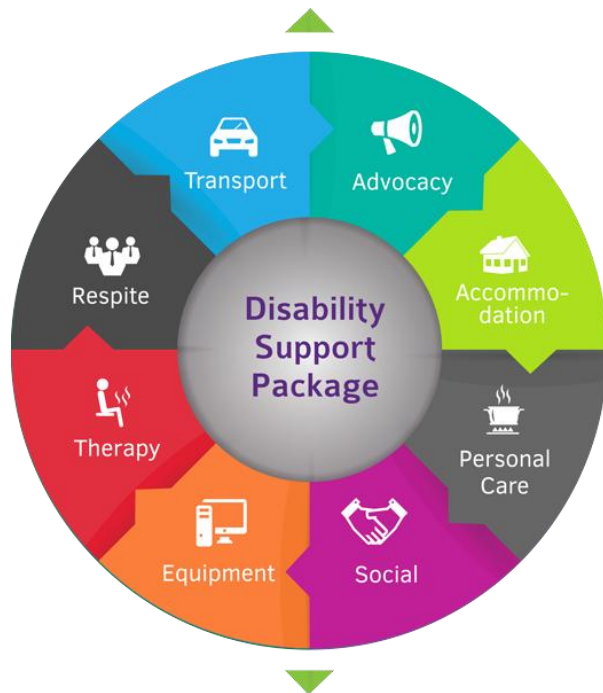 Transport
Advocacy
Respite
Accommo-
dation
Disability
Support
Package
Therapy
Personal
Care
Equipment
Social